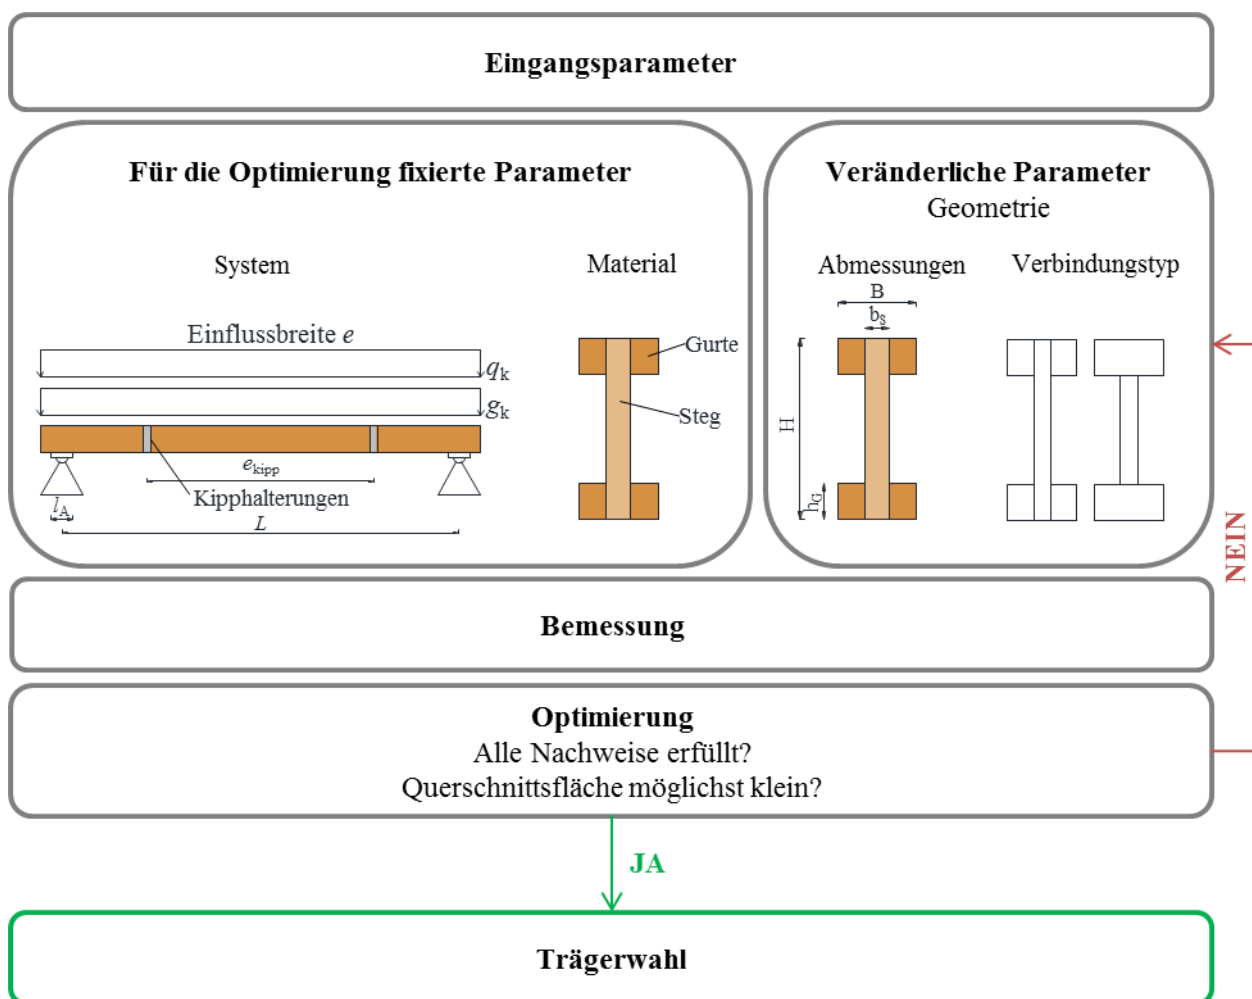 Eingangsparameter
Für die Optimierung fixierte Parameter
System
Material
Einflussbreite e
qk
gk
ekipp
Kipphalterungen
lA
L
Gurte
Steg
Veränderliche Parameter
Geometrie
Abmessungen
Verbindungstyp
B
bS
H
hG
NEIN
Bemessung
Optimierung
Alle Nachweise erfüllt?
Querschnittsfläche möglichst klein?
JA
Trägerwahl